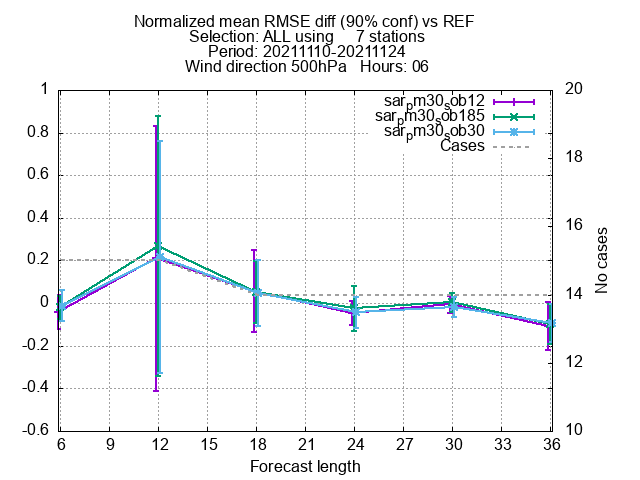 Normalized mean RMSE diff (90% conf) vs REF
Selection: ALL using 7 stations
Period: 20211110-20211124
Wind direction 500hPa Hours: 06
sarpm30sob12
sarpm30sob185
sarpm30sob30
Cases
1
0.8
0.6
0.4
0.2
0
-0.2
-0.4
-0.6
20
18
16
14
12
10
No cases
6 9 12 15 18 21 24 27 30 33 36
Forecast length